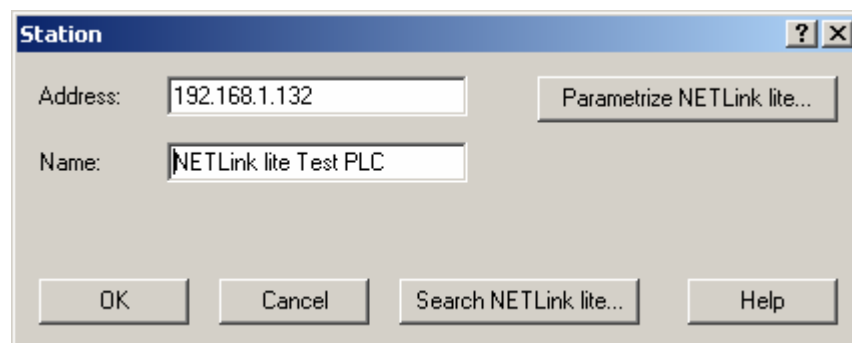 Station
Address: 192.168.1.132 Parametrize NETLink lite...
Name: NETLink lite Test PLC
OK Cancel Search NETLink lite... Help